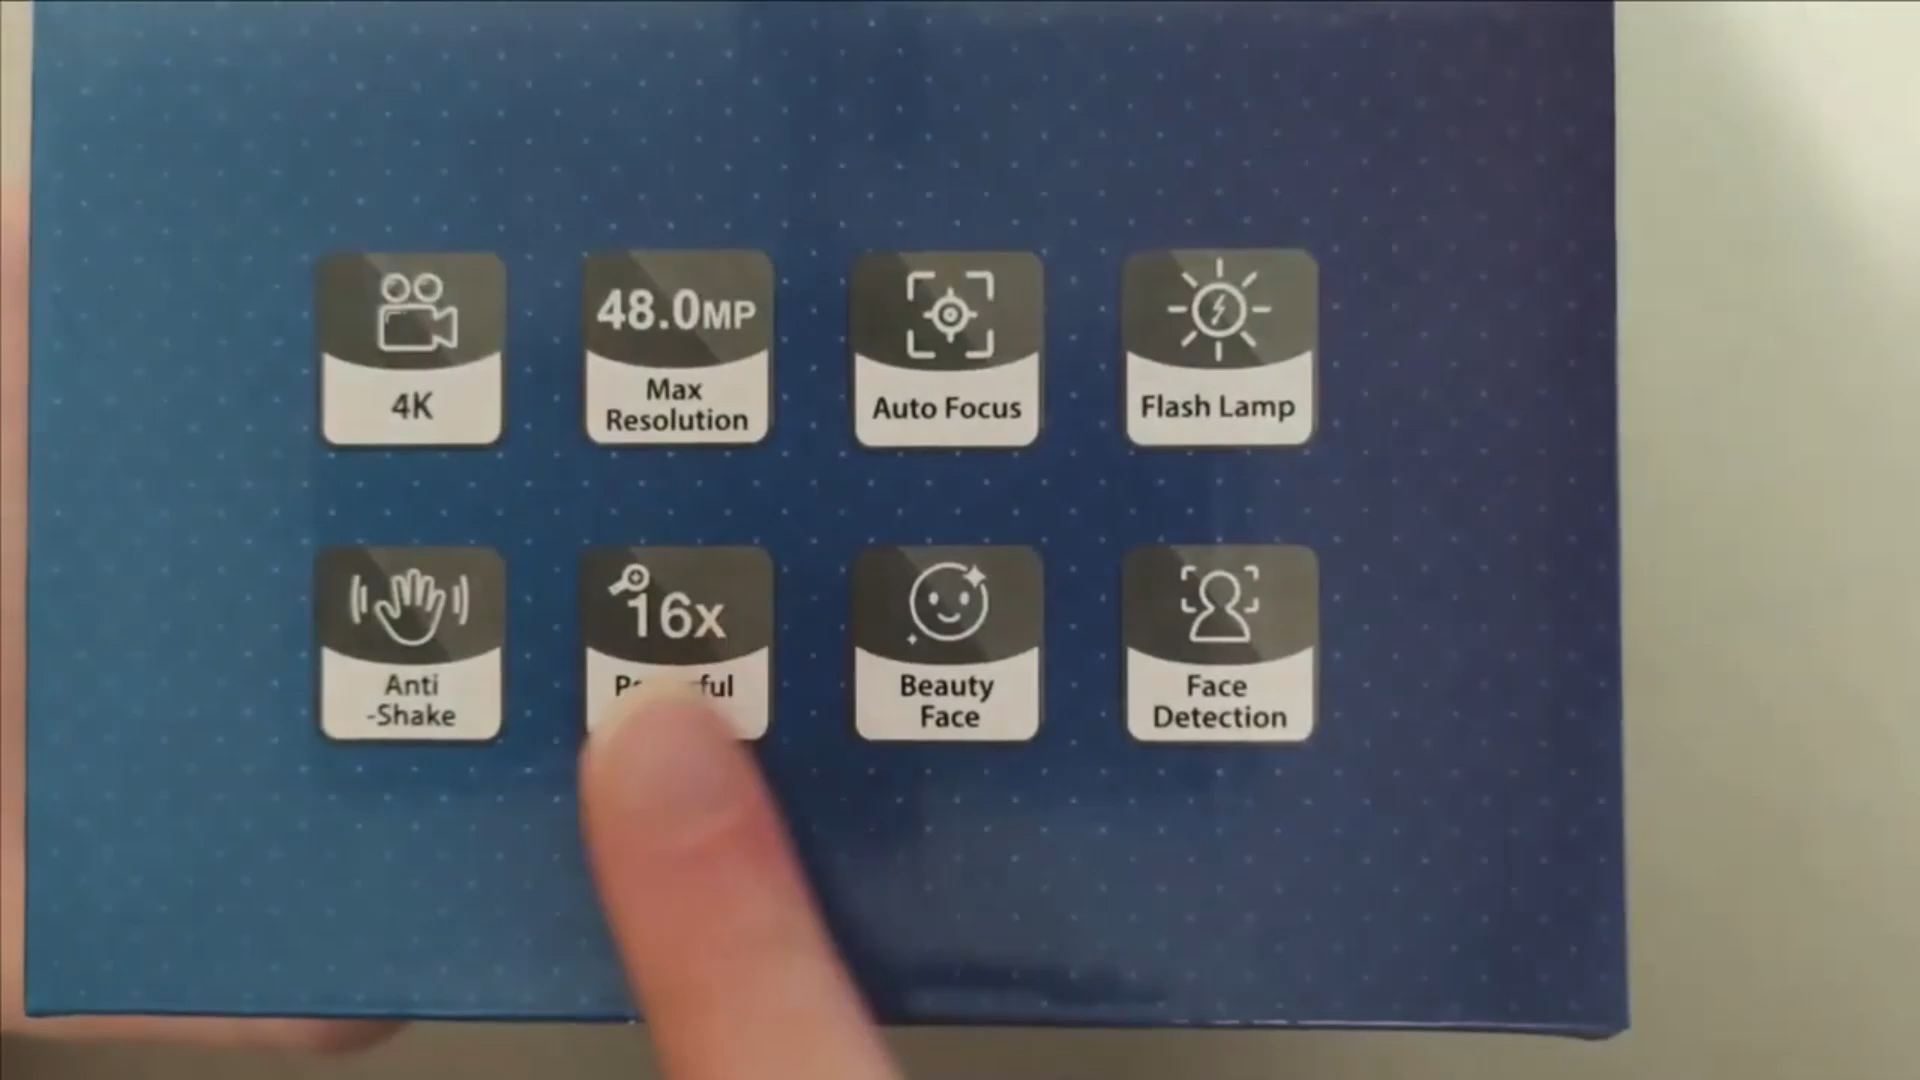 4K
48.0MP
Max
Resolution
Auto Focus
Flash Lamp
Anti
-Shake
16x
Beauty
Face
Face
Detection